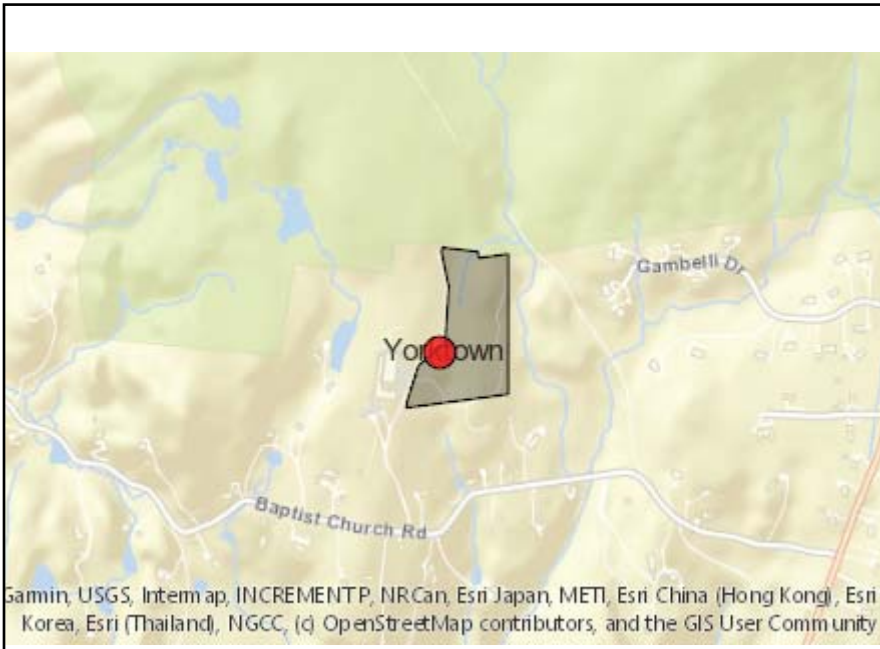 Gambelli Dr
Yorktown
Baptist Church Rd
Garmin, USGS, Intermap, INCREMENT P, NRCan, Esri Japan, METI, Esri China (Hong Kong), Esri
Korea, Esri (Thailand), NGCC, (c) OpenStreetMap contributors, and the GIS User Community